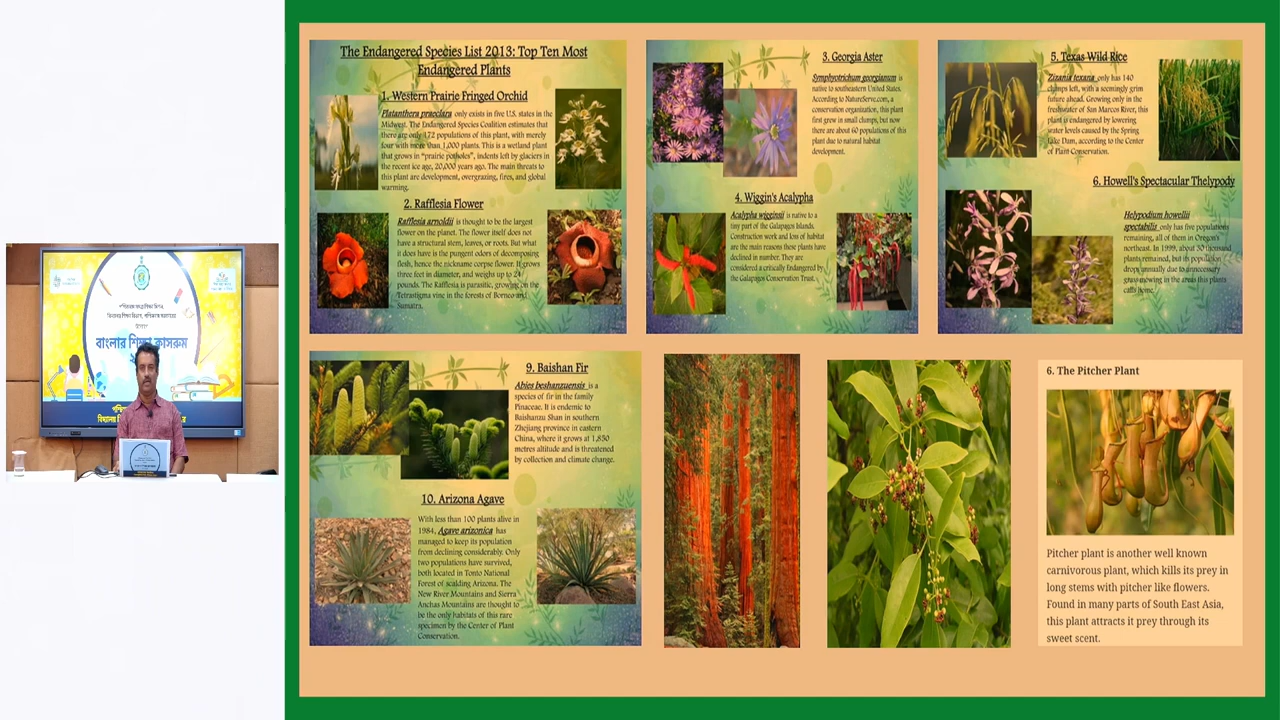 পশ্চিমবঙ্গ সমগ্র শিক্ষা মিশন,
বিদ্যালয় শিক্ষা বিভাগ, পশ্চিমবঙ্গ সরকারের
বাংলার শিক্ষা ক্লাসরুম
The Endangered Species List 2013: Top Ten Most
Endangered Plants
1. Western Prairie Fringed Orchid
Platanthera praeclara only exists in five U.S. states in the
Midwest. The Endangered Species Coalition estimates that
there are only 172 populations of this plant, with merely
four with more than 1,000 plants. This is a wetland plant
that grows in "prairie potholes", indents left by glaciers in
the recent ice age, 20,000 years ago. The main threats to
this plant are development, overgrazing, fires, and global
warming.
2. Rafflesia Flower
Rafflesia arnoldii is thought to be the largest
flower on the planet. The flower itself does not
have a structural stem, leaves, or roots. But what
it does have is the pungent odors of decomposing
flesh, hence the nickname corpse flower. It grows
three feet in diameter, and weighs up to 24
pounds. The Rafflesia is parasitic, growing on the
Tetrastigma vine in the forests of Borneo and
Sumatra.
3. Georgia Aster
Symphyotrichum georgianum is
native to southeastern United States.
According to NatureServe.com, a
conservation organization, this plant
first grew in small clumps, but now
there are about 60 populations of this
plant due to natural habitat
development.
4. Wiggin's Acalypha
Acalypha wigginsii is native to a
tiny part of the Galapagos Islands.
Construction work and loss of habitat
are the main reasons these plants have
declined in number. They are
considered a critically Endangered by
the Galapagos Conservation Trust.
5. Texas Wild Rice
Zizania texana only has 140
clumps left, with a seemingly grim
future ahead. Growing only in the
freshwater of San Marcos River, this
plant is endangered by lowering
water levels caused by the Spring
Lake Dam, according to the Center
of Plant Conservation.
6. Howell's Spectacular Thelypody
Helypodium howellii
spectabilis only has five populations
remaining, all of them in Oregon's
northeast. In 1999, about 30 thousand
plants remained, but its population
drops annually due to unnecessary
grass mowing in the areas this plants
calls home.
9. Baishan Fir
Abies beshanzuensis is a
species of fir in the family
Pinaceae. It is endemic to
Baishanzu Shan in southern
Zhejiang province in eastern
China, where it grows at 1,850
metres altitude and is threatened
by collection and climate change.
10. Arizona Agave
With less than 100 plants alive in
1984, Agave arizonica has
managed to keep its population
from declining considerably. Only
two populations have survived,
both located in Tonto National
Forest of scalding Arizona. The
New River Mountains and Sierra
Anchas Mountains are thought to
be the only habitats of this rare
specimen by the Center of Plant
Conservation.
6. The Pitcher Plant
Pitcher plant is another well known
carnivorous plant, which kills its prey in
long stems with pitcher like flowers.
Found in many parts of South East Asia,
this plant attracts it prey through its
sweet scent.